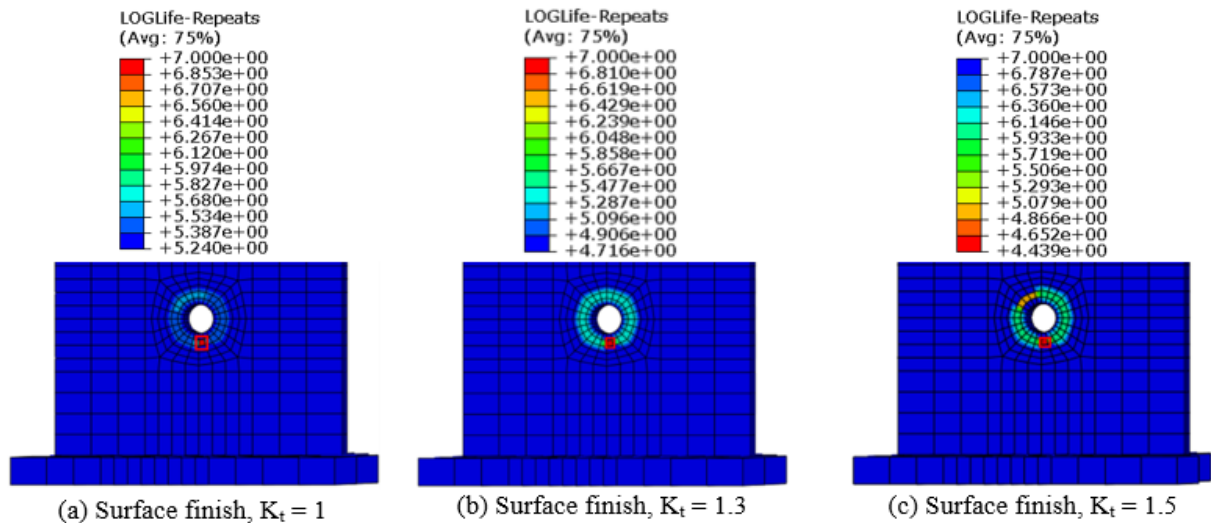 LOGLife-Repeats
(Avg: 75%)
+7.000e+00
+6.853e+00
+6.707e+00
+6.560e+00
+6.414e+00
+6.267e+00
+6.120e+00
+5.974e+00
+5.827e+00
+5.680e+00
+5.534e+00
+5.387e+00
+5.240e+00
(a) Surface finish, Kt = 1
LOGLife-Repeats
(Avg: 75%)
+7.000e+00
+6.810e+00
+6.619e+00
+6.429e+00
+6.239e+00
+6.048e+00
+5.858e+00
+5.667e+00
+5.477e+00
+5.287e+00
+5.096e+00
+4.906e+00
+4.716e+00
(b) Surface finish, Kt = 1.3
LOGLife-Repeats
(Avg: 75%)
+7.000e+00
+6.787e+00
+6.573e+00
+6.360e+00
+6.146e+00
+5.933e+00
+5.719e+00
+5.506e+00
+5.293e+00
+5.079e+00
+4.866e+00
+4.652e+00
+4.439e+00
(c) Surface finish, Kt = 1.5